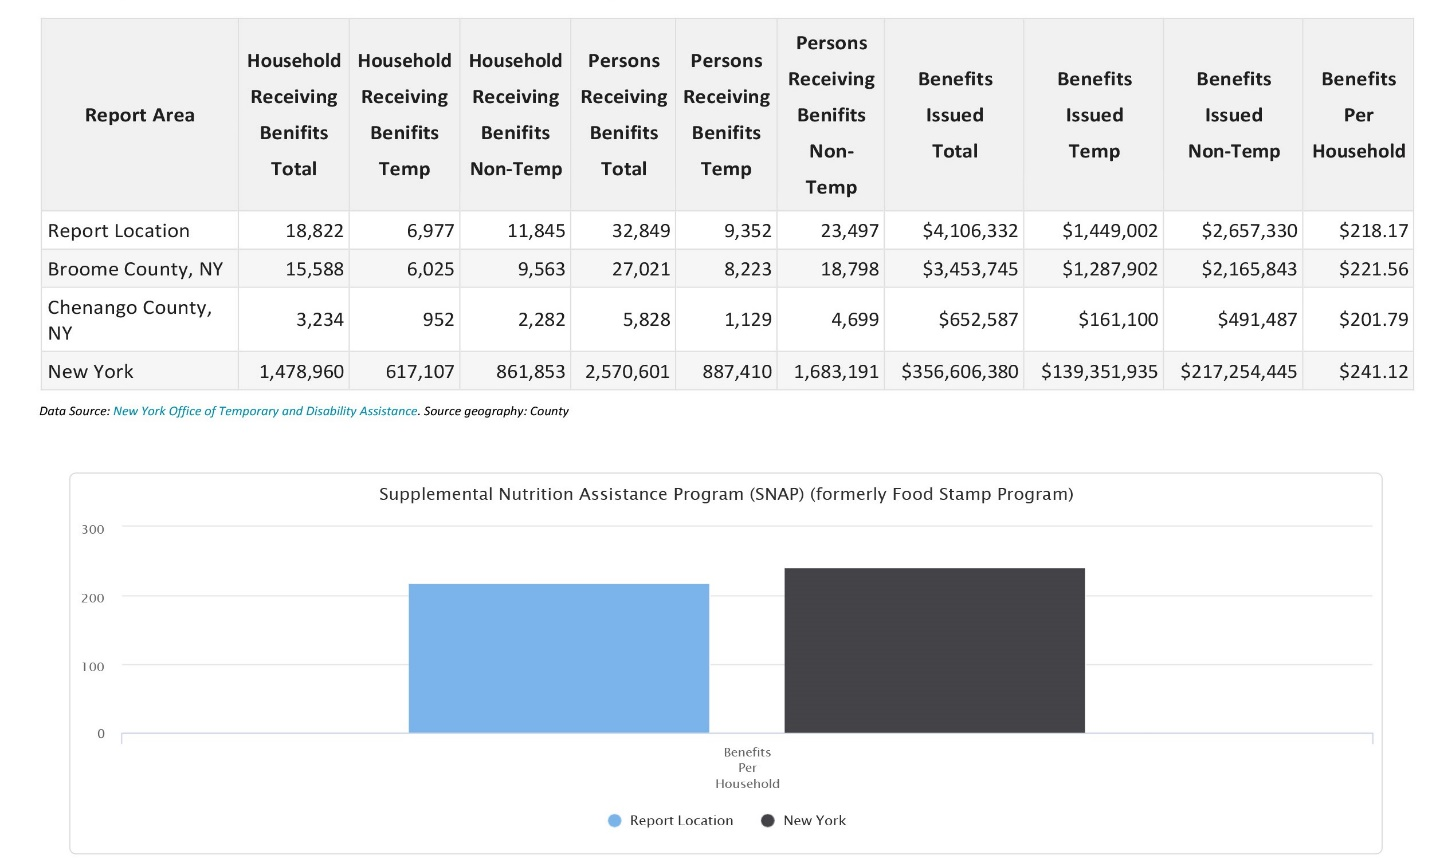 Report Area
Household
Receiving
Benifits
Total
Household
Receiving
Benifits
Temp
Household
Receiving
Benifits
Non-Temp
Persons
Receiving
Benifits
Total
Persons
Receiving
Benifits
Temp
Persons
Receiving
Benifits
Non-
Temp
Benefits
Issued
Total
Benefits
Issued
Temp
Benefits
Issued
Non-Temp
Benefits
Per
Household
Report Location 18,822 6,977 11,845 32,849 9,352 23,497 $4,106,332 $1,449,002 $2,657,330 $218.17
Broome County, NY 15,588 6,025 9,563 27,021 8,223 18,798 $3,453,745 $1,287,902 $2,165,843 $221.56
Chenango County,
NY 3,234 952 2,282 5,828 1,129 4,699 $652,587 $161,100 $491,487 $201.79
New York 1,478,960 617,107 861,853 2,570,601 887,410 1,683,191 $356,606,380 $139,351,935 $217,254,445 $241.12
Data Source: New York Office of Temporary and Disability Assistance. Source geography: County
Supplemental Nutrition Assistance Program (SNAP) (formerly Food Stamp Program)
300
200
100
0
Benefits
Per
Household
Report Location New York